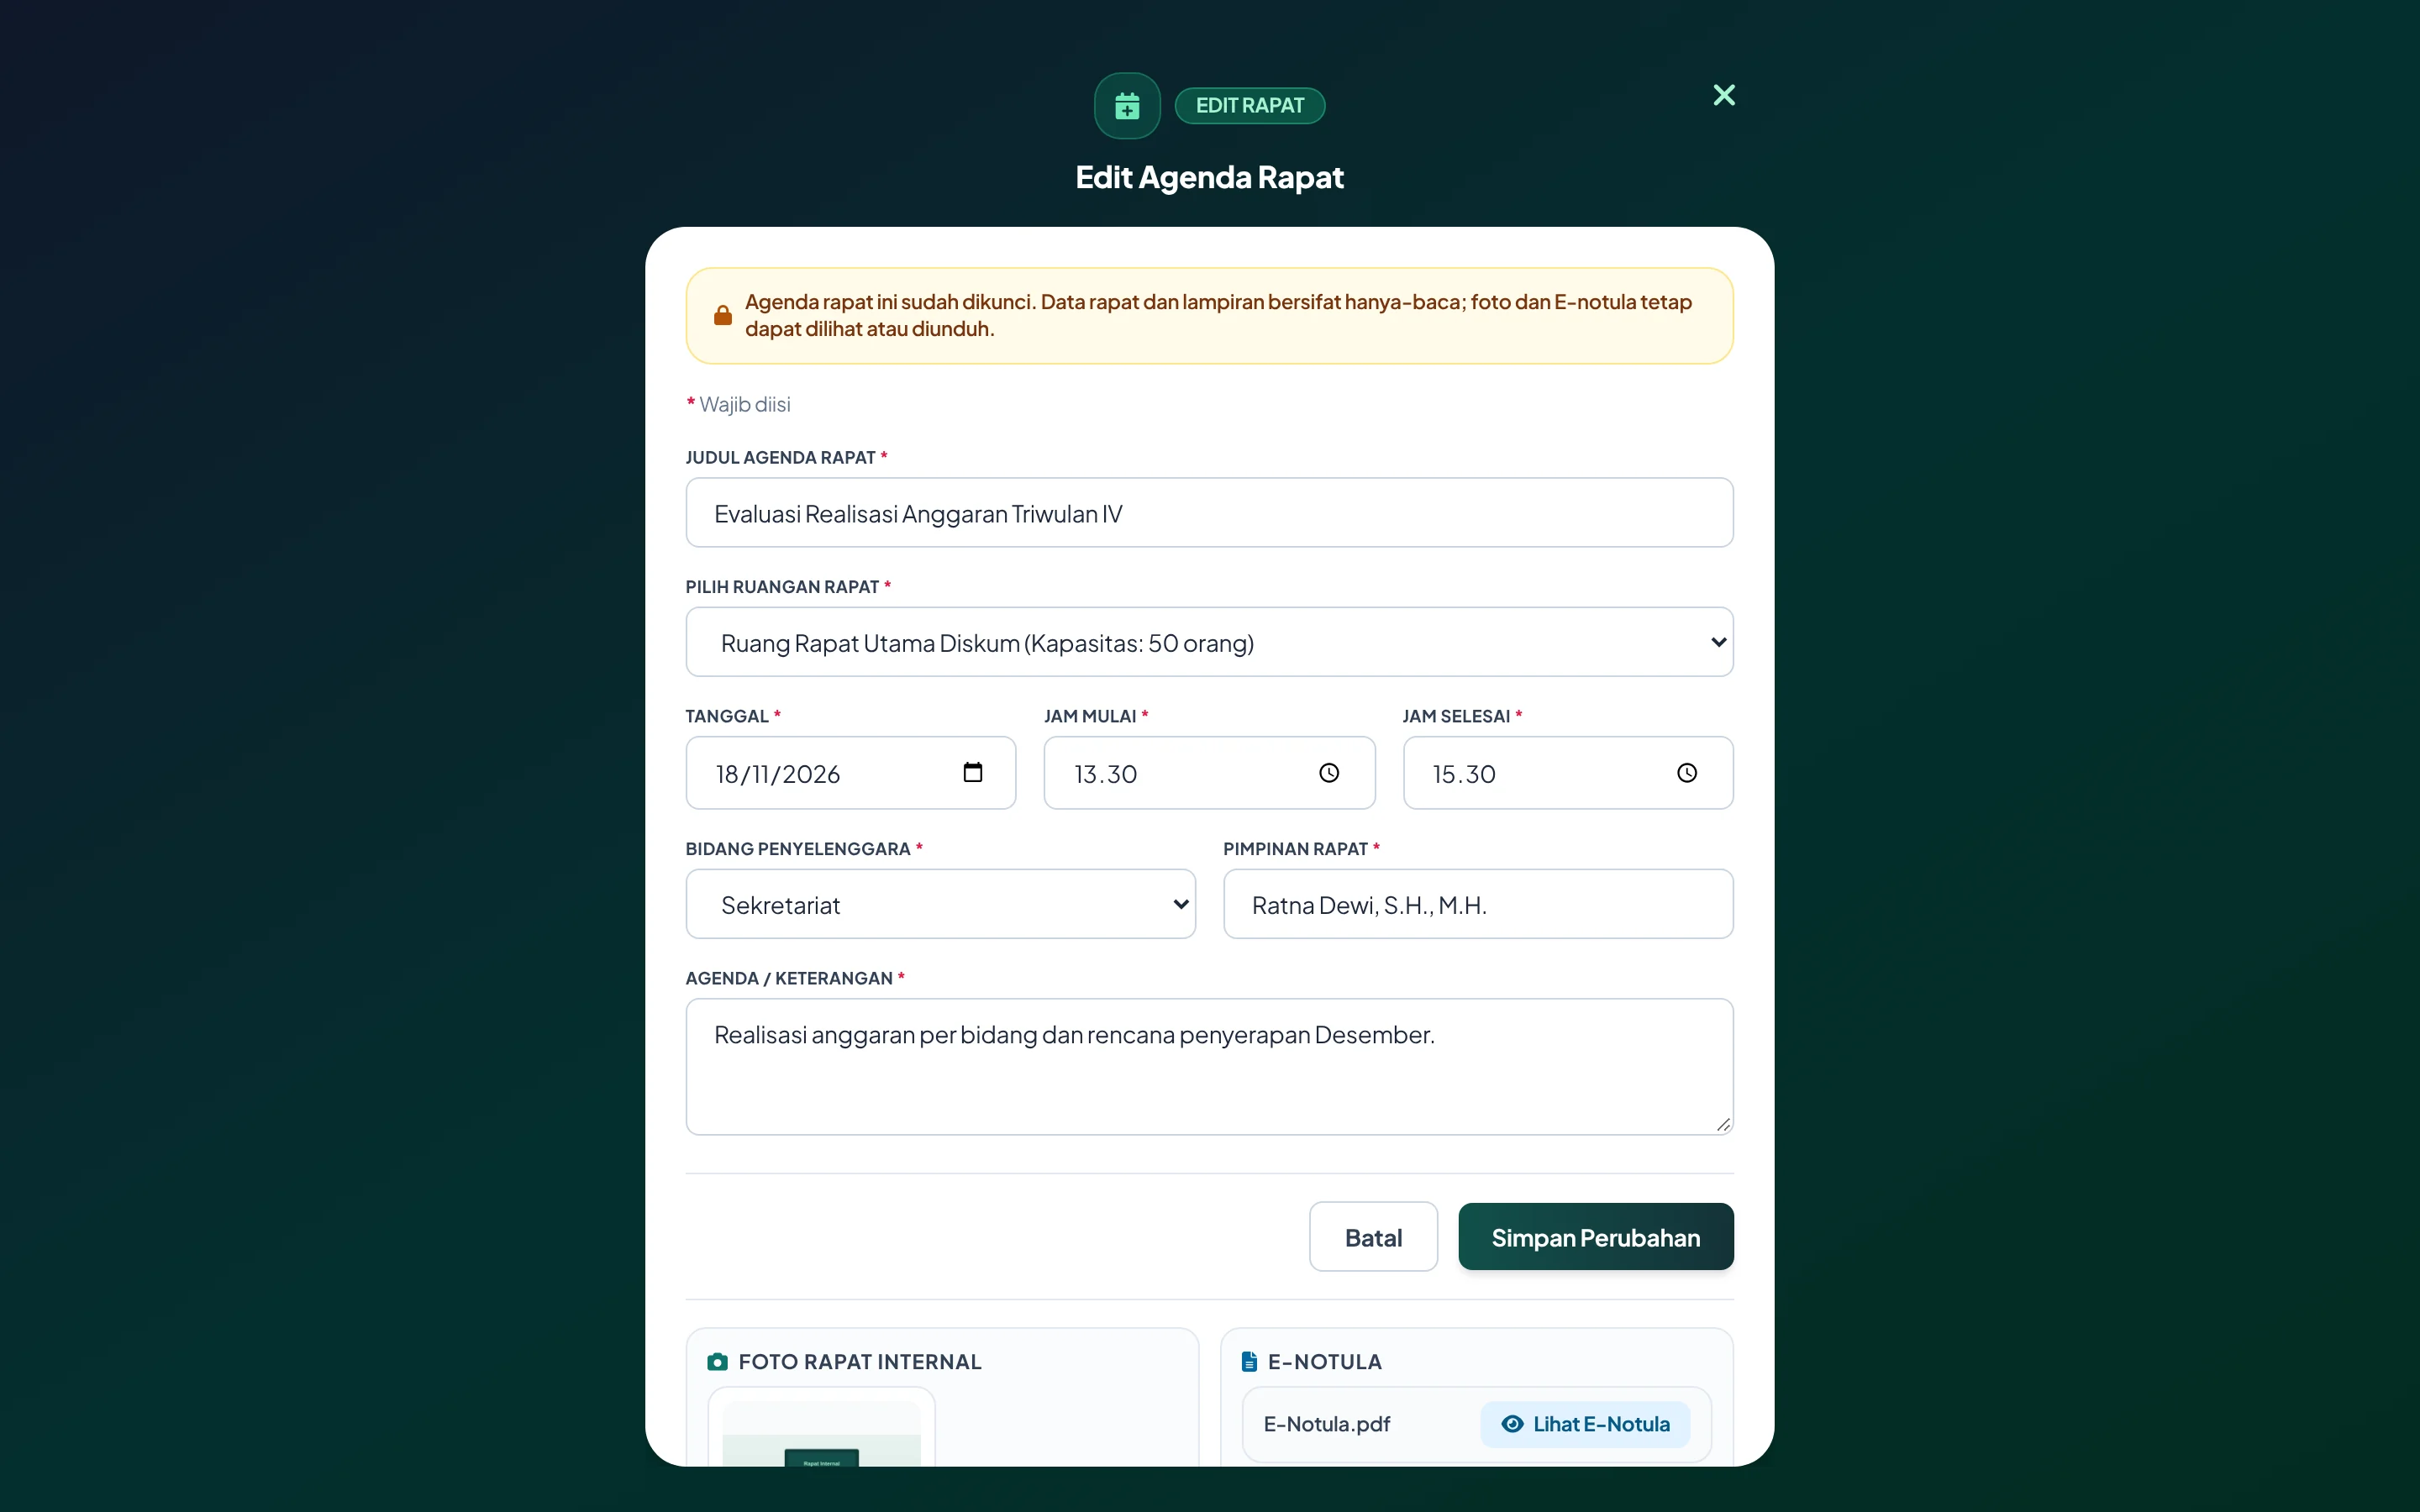 EDIT RAPAT
Edit Agenda Rapat
Agenda rapat ini sudah dikunci. Data rapat dan lampiran bersifat hanya-baca; foto dan E-notula tetap
dapat dilihat atau diunduh.
* Wajib diisi
JUDUL AGENDA RAPAT *
Evaluasi Realisasi Anggaran Triwulan IV
PILIH RUANGAN RAPAT *
Ruang Rapat Utama Diskum (Kapasitas: 50 orang)
TANGGAL * JAM MULAI * JAM SELESAI *
18/11/2026 13.30 15.30
BIDANG PENYELENGGARA * PIMPINAN RAPAT *
Sekretariat Ratna Dewi, S.H., M.H.
AGENDA / KETERANGAN *
Realisasi anggaran per bidang dan rencana penyerapan Desember.
Batal Simpan Perubahan
FOTO RAPAT INTERNAL E-NOTULA
E-Notula.pdf Lihat E-Notula
Rapat Internal